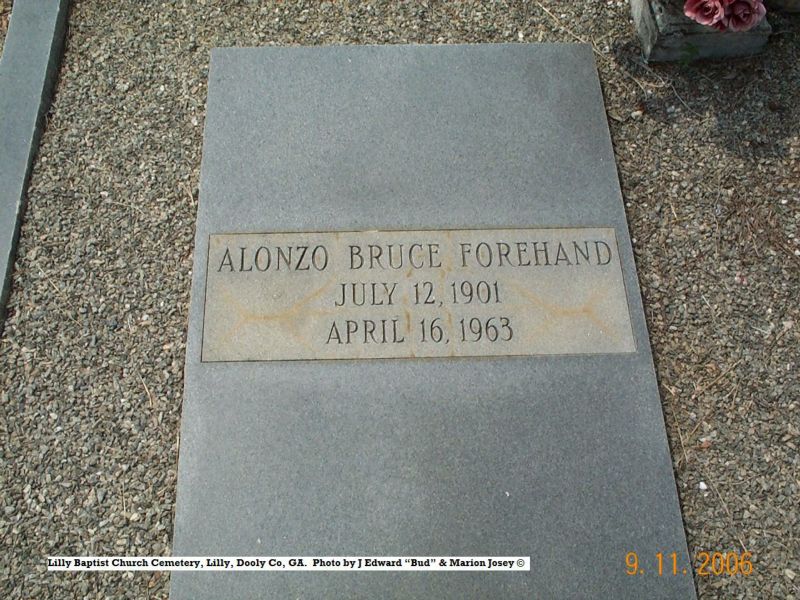 ALONZO BRUCE FOREHAND
JULY 12, 1901
APRIL 16, 1963
Lilly Baptist Church Cemetery, Lilly, Dooly Co, GA. Photo by J Edward “Bud” & Marion Josey ©
9. 11. 2006